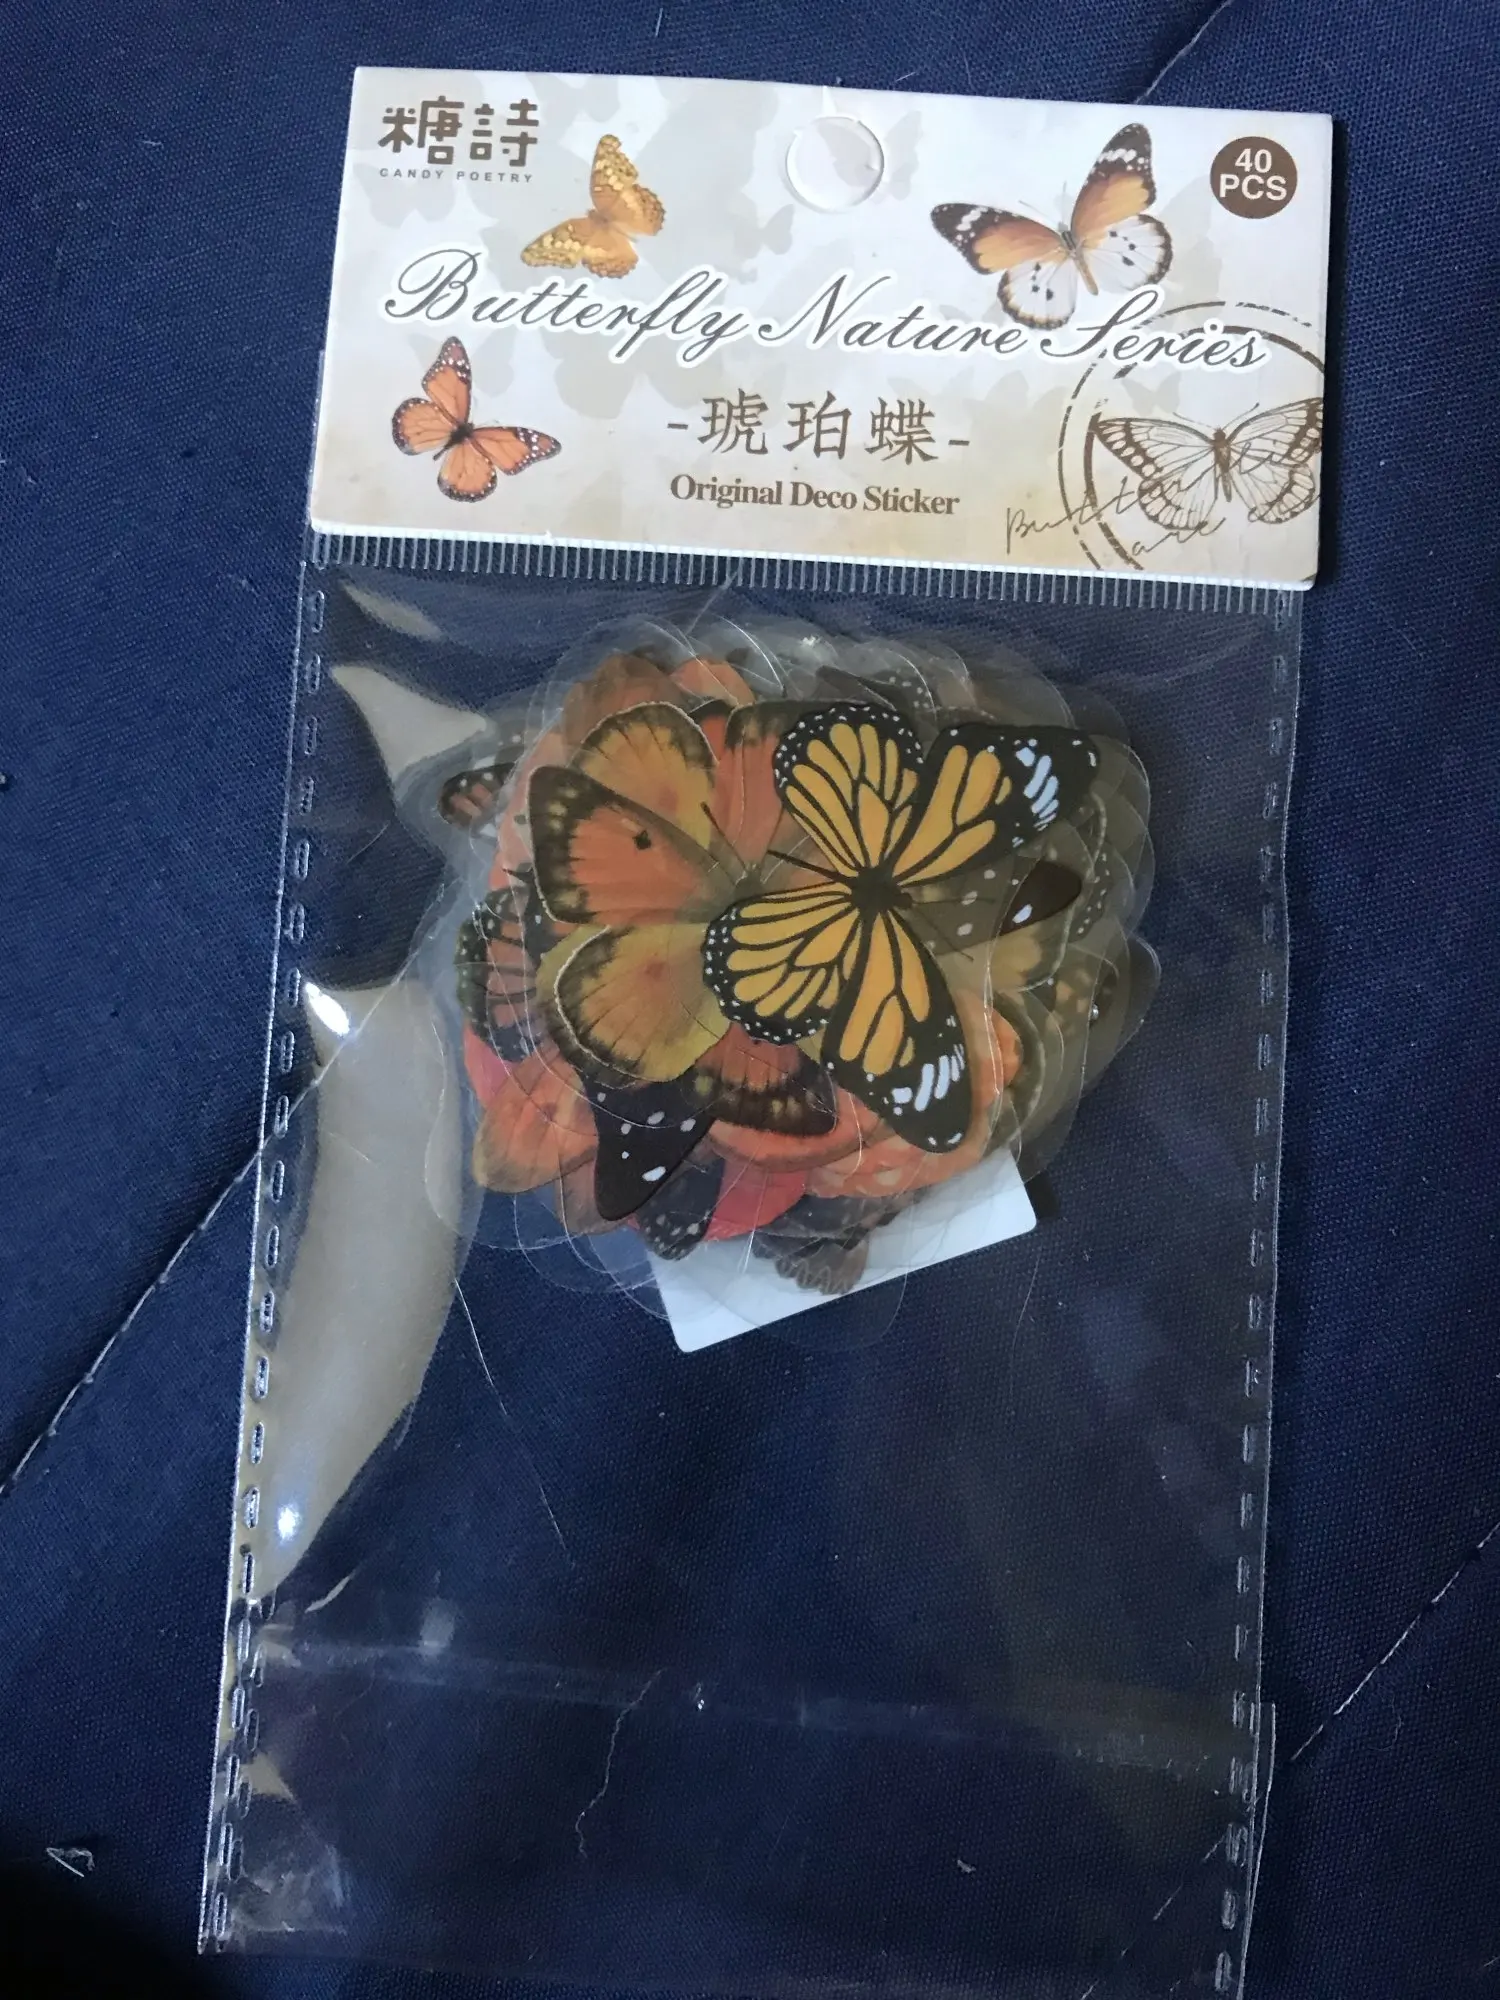 糖詩
CANDY POETRY
40
PCS
Butterfly Nature Series
-琥珀蝶-
Original Deco Sticker